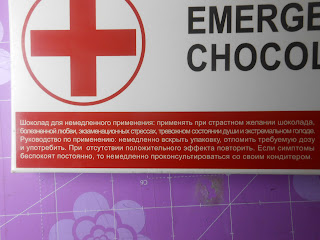 EMERGE
CHOCOL
Шоколад для немедленного применения: применять при страстном желании шоколада,
болезненной любви, экзаменационных стрессах, тревожном состоянии души и экстремальном голоде.
Руководство по применению: немедленно вскрыть упаковку, отломить требуемую дозу
и употребить. При отсутствии положительного эффекта повторить. Если симптомы
беспокоят постоянно, то немедленно проконсультироваться со своим кондитером.